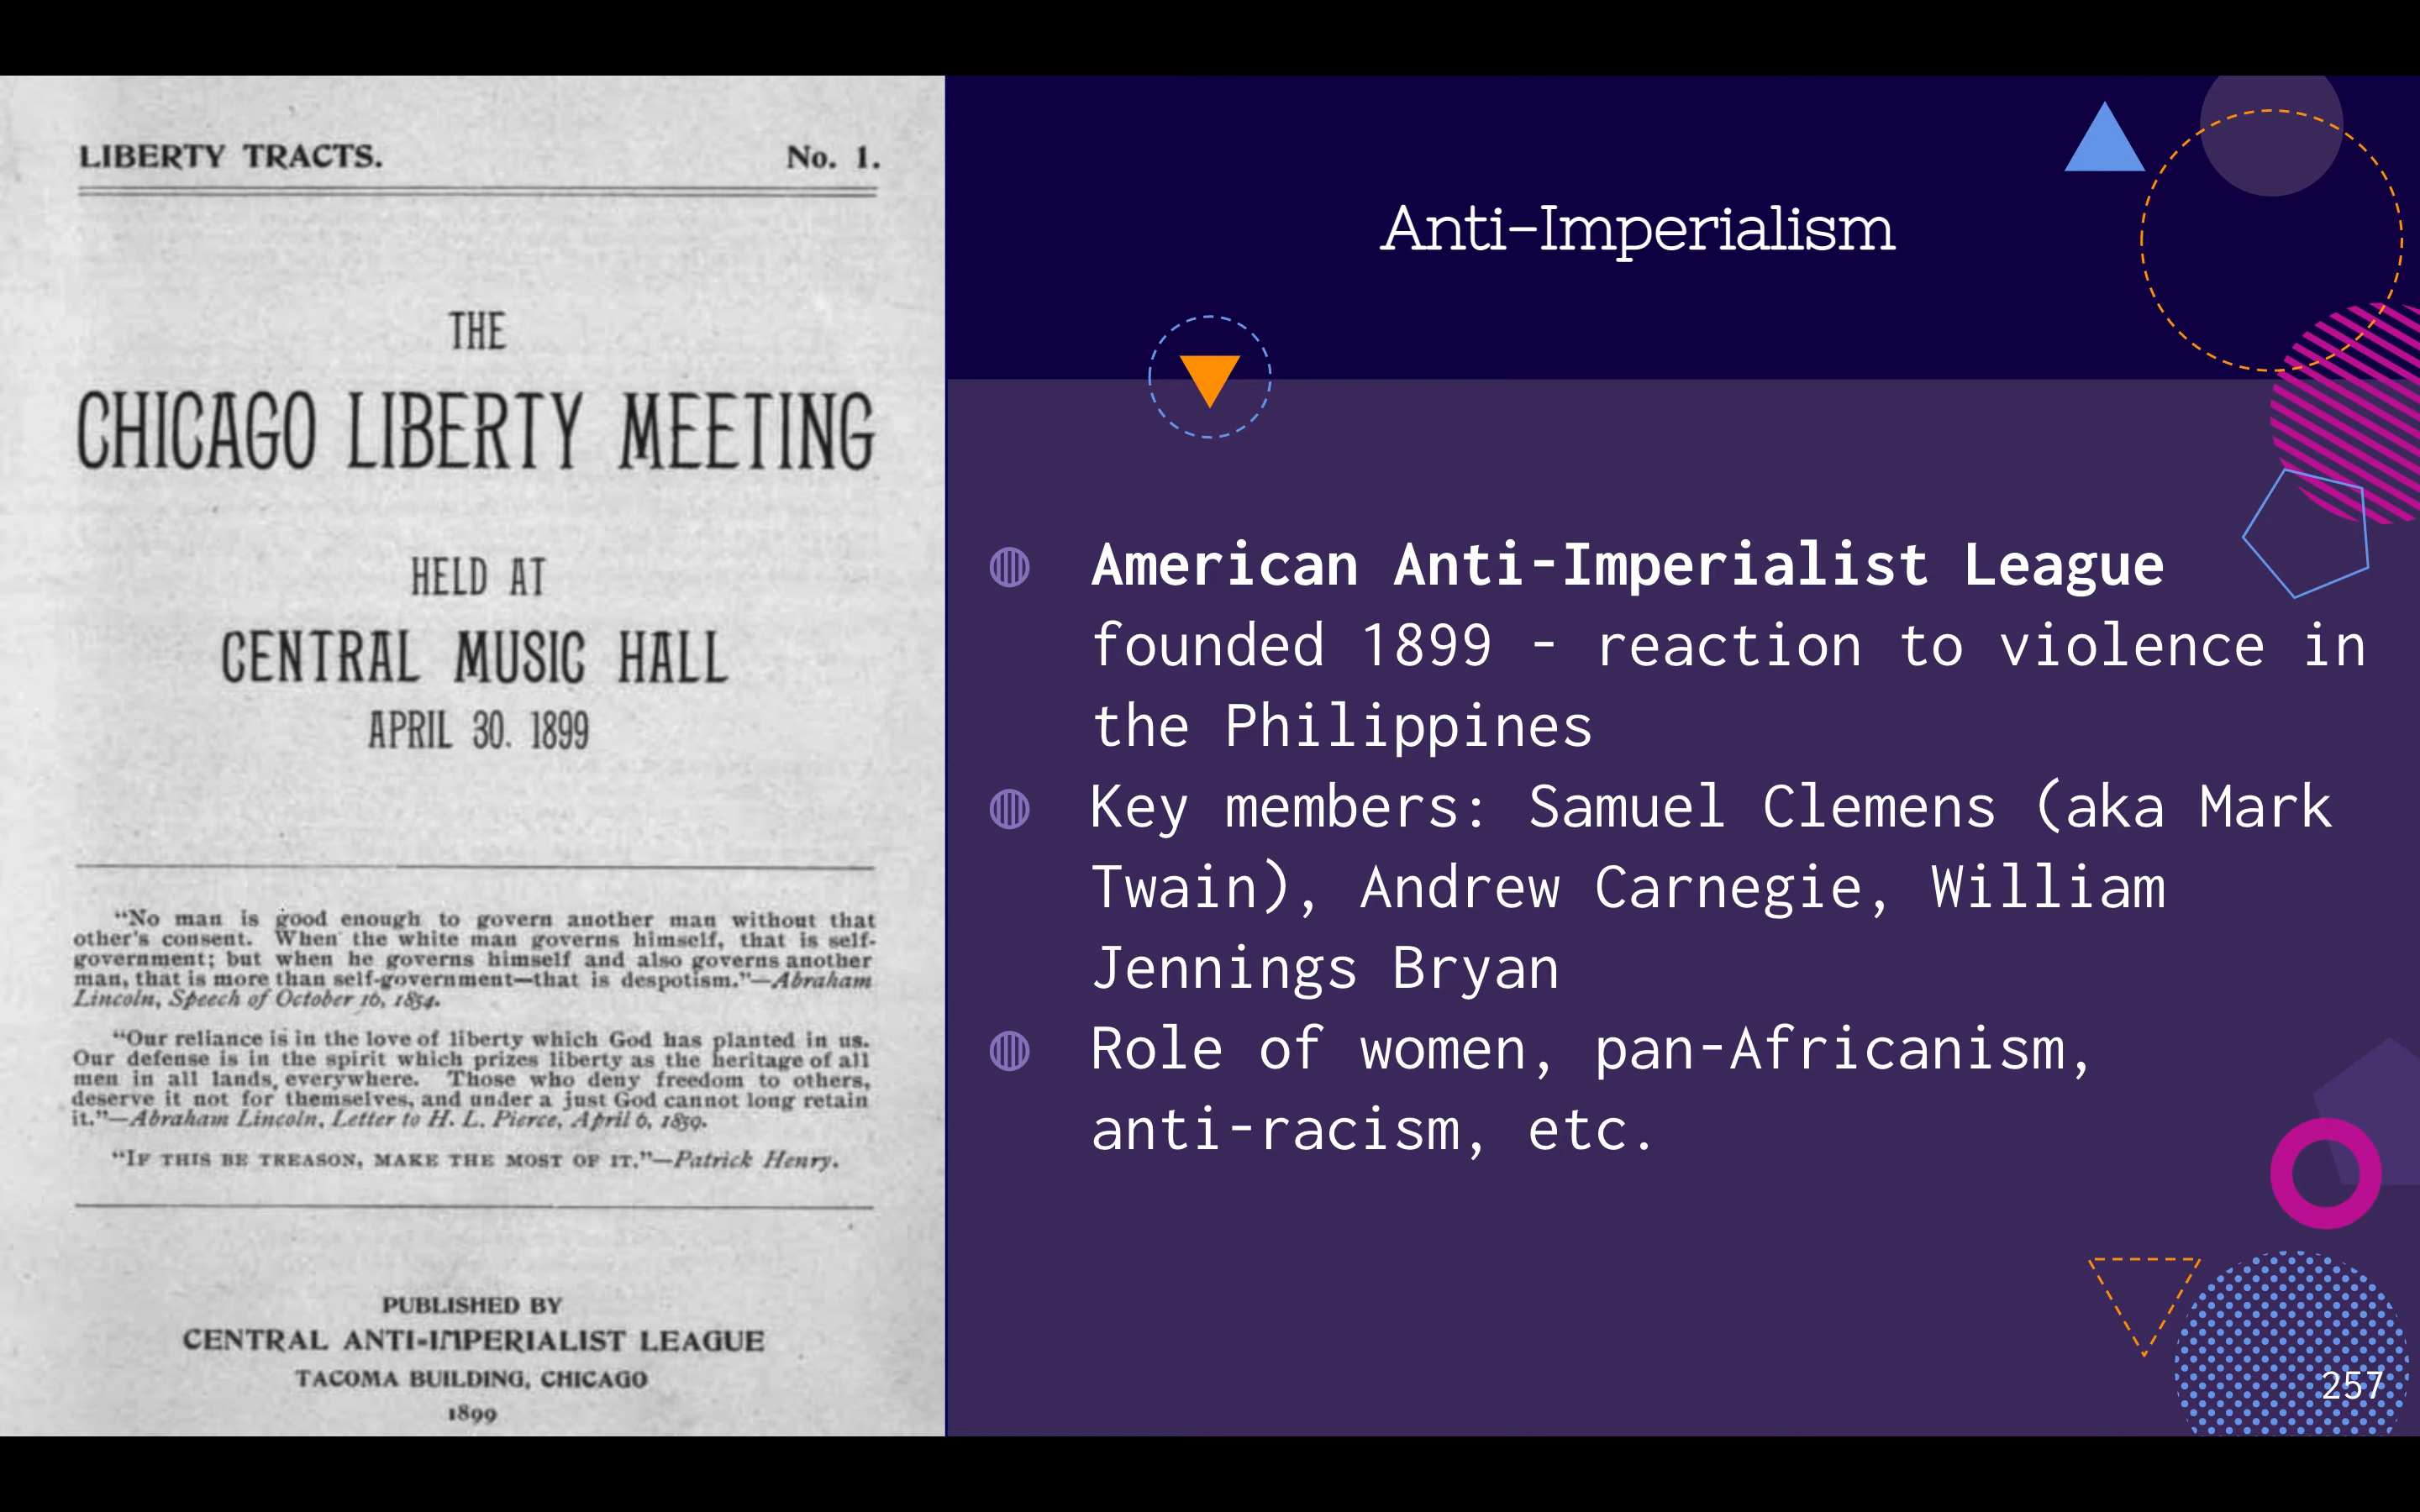 LIBERTY TRACTS. No. 1.
THE
CHICAGO LIBERTY MEETING
HELD AT
CENTRAL MUSIC HALL
APRIL 30. 1899
"No man is good enough to govern another man without that
other's consent. When the white man governs himself, that is self-
government; but when he governs himself and also governs another
man, that is more than self-government—that is despotism."—Abraham
Lincoln, Speech of October 16, 1854.
"Our reliance is in the love of liberty which God has planted in us.
Our defense is in the spirit which prizes liberty as the heritage of all
men in all lands, everywhere. Those who deny freedom to others,
deserve it not for themselves, and under a just God cannot long retain
it."—Abraham Lincoln, Letter to H. L. Pierce, April 6, 1859.
"IF THIS BE TREASON, MAKE THE MOST OF IT."—Patrick Henry.
PUBLISHED BY
CENTRAL ANTI-IMPERIALIST LEAGUE
TACOMA BUILDING, CHICAGO
1899
Anti-Imperialism
American Anti-Imperialist League
founded 1899 - reaction to violence in
the Philippines
Key members: Samuel Clemens (aka Mark
Twain), Andrew Carnegie, William
Jennings Bryan
Role of women, pan-Africanism,
anti-racism, etc.
257